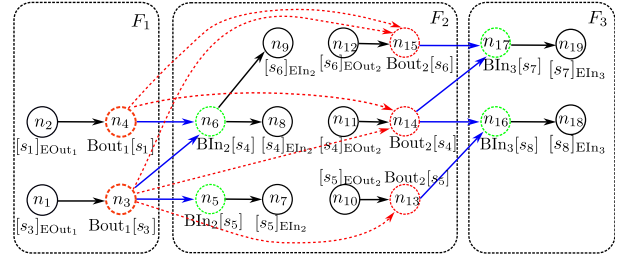 F₁ F₂ F₃
n₉ n₁₂ n₁₅ n₁₇ n₁₉
[s₆]EIn₂ [s₆]EOut₂ Bout₂[s₆] BIn₃[s₇] [s₇]EIn₃
n₂ n₄ n₆ n₈ n₁₁ n₁₄ n₁₆ n₁₈
[s₁]EOut₁ Bout₁[s₁] BIn₂[s₄] [s₄]EIn₂ [s₄]EOut₂ Bout₂[s₄] BIn₃[s₈] [s₈]EIn₃
[s₅]EOut₂ Bout₂[s₅]
n₁ n₃ n₅ n₇ n₁₀ n₁₃
[s₃]EOut₁ Bout₁[s₃] BIn₂[s₅] [s₅]EIn₂